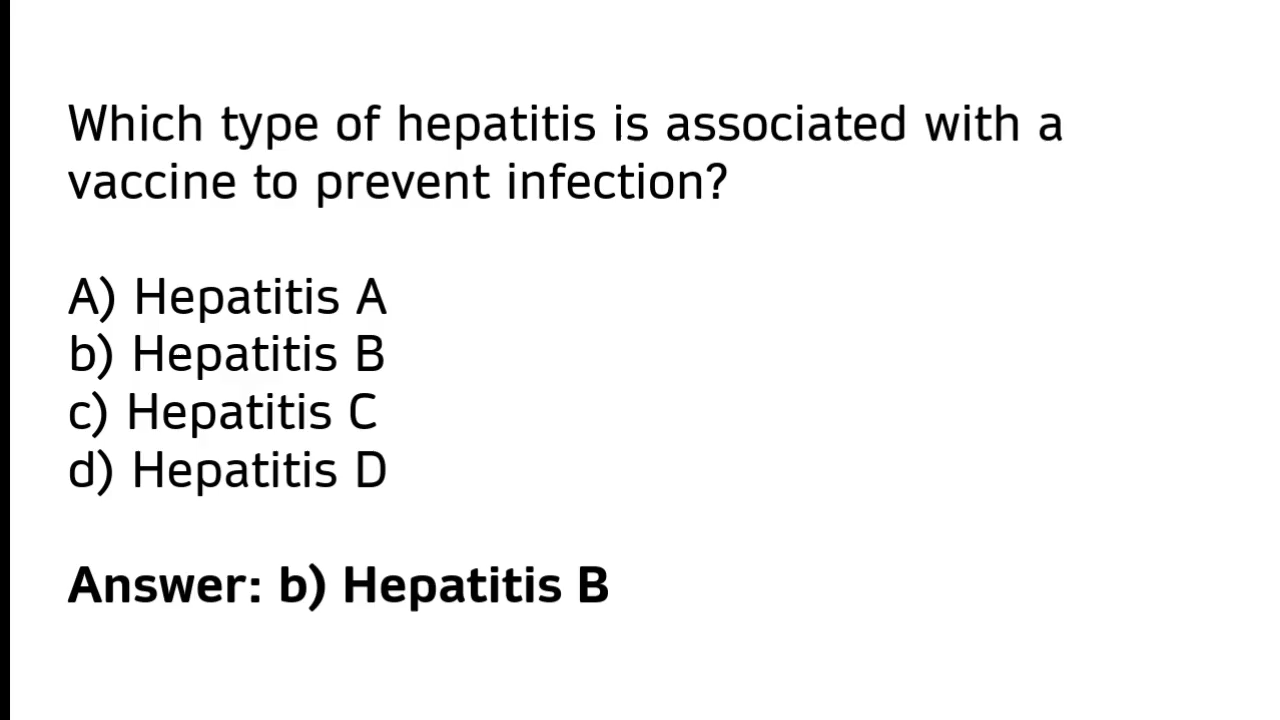 Which type of hepatitis is associated with a
vaccine to prevent infection?
A) Hepatitis A
b) Hepatitis B
c) Hepatitis C
d) Hepatitis D
Answer: b) Hepatitis B